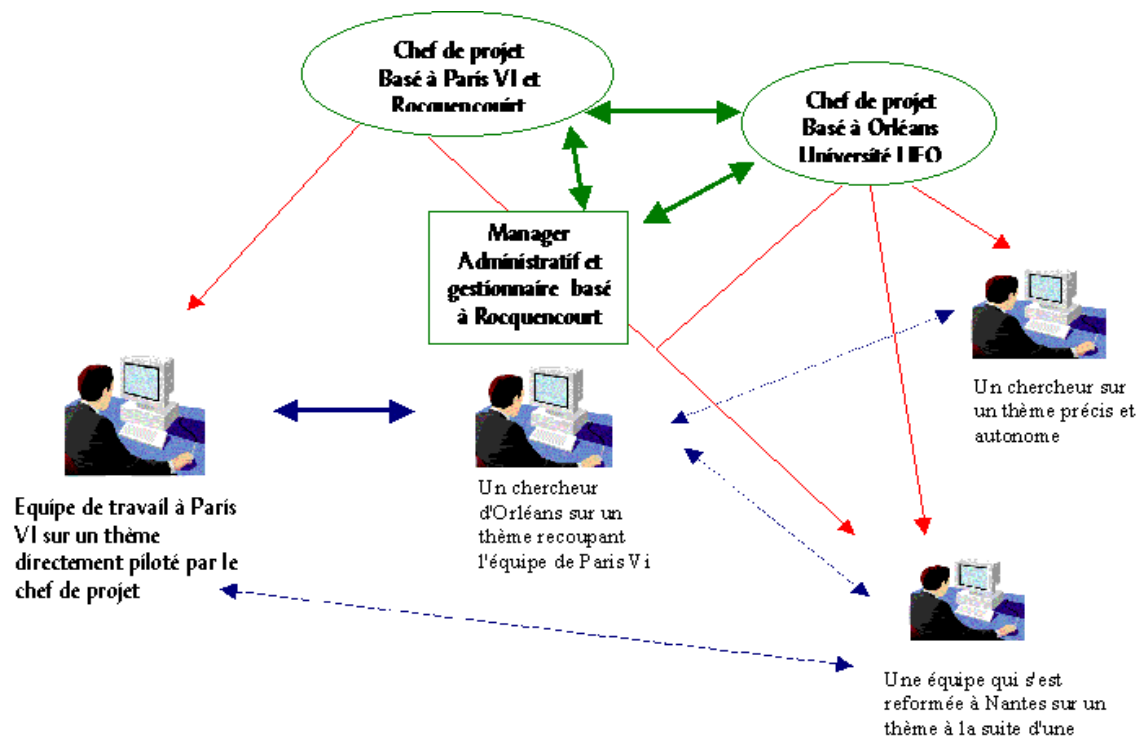 Chef de projet
Basé à Paris VI et
Rocquencourt
Chef de projet
Basé à Orléans
Université LIFO
Manager
Administratif et
gestionnaire basé
à Rocquencourt
Un chercheur sur
un thème précis et
autonome
Equipe de travail à Paris
VI sur un thème
directement piloté par le
chef de projet
Un chercheur
d'Orléans sur un
thème recoupant
l'équipe de Paris Vi
Une équipe qui s'est
reformée à Nantes sur un
thème à la suite d'une